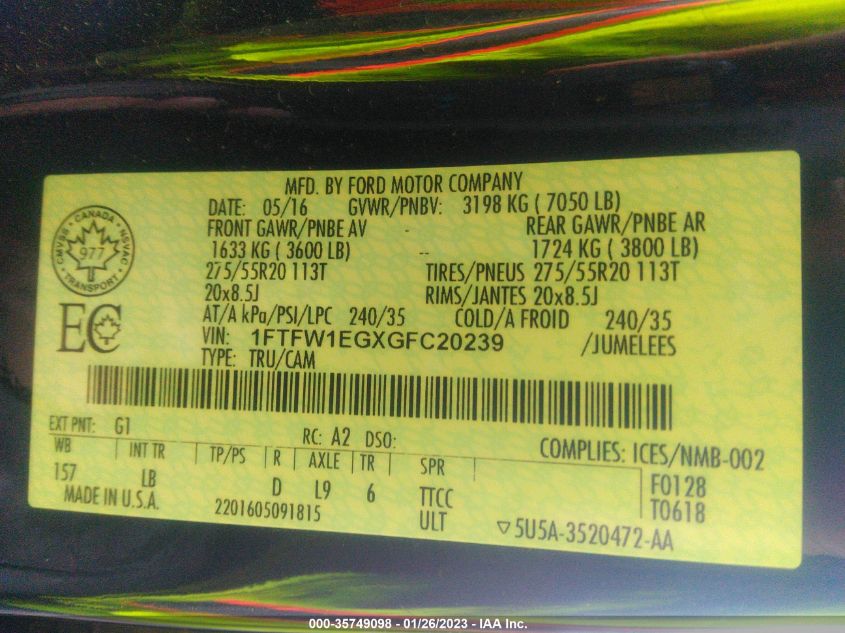 MFD. BY FORD MOTOR COMPANY
DATE: 05/16 GVWR/PNBV: 3198 KG ( 7050 LB)
FRONT GAWR/PNBE AV - REAR GAWR/PNBE AR
1633 KG ( 3600 LB) -- 1724 KG ( 3800 LB)
275/55R20 113T TIRES/PNEUS 275/55R20 113T
20x8.5J RIMS/JANTES 20x8.5J
AT/A kPa/PSI/LPC 240/35 COLD/A FROID 240/35
VIN: 1FTFW1EGXGFC20239 /JUMELEES
TYPE: TRU/CAM
CANADA
CMVSS 977 NSVAC
TRANSPORT
EC
EXT PNT: G1 RC: A2 DSO: COMPLIES: ICES/NMB-002
WB INT TR TP/PS R AXLE TR SPR F0128
157 LB D L9 6 TTCC T0618
MADE IN U.S.A. 2201605091815 ULT ▽5U5A-3520472-AA
000-35749098 - 01/26/2023 - IAA Inc.